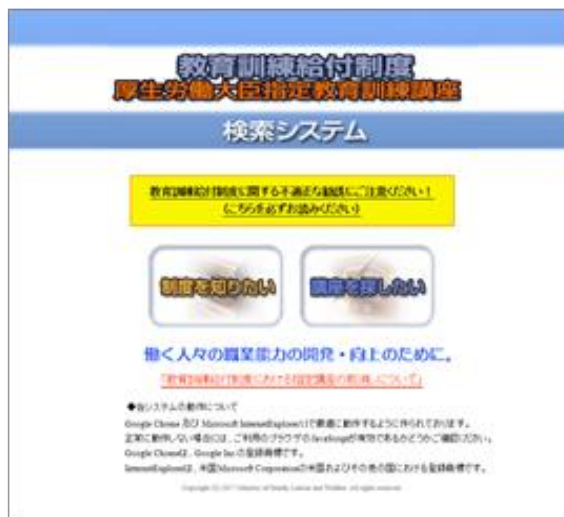 教育訓練給付制度
厚生労働大臣指定教育訓練講座
検索システム
教育訓練給付制度に関する不適正な勧誘にご注意ください!
(こちらを必ずお読みください)
制度を知りたい
講座を探したい
働く人々の職業能力の開発・向上のために。
「教育訓練給付制度における指定講座の取消しについて」
◆当システムの動作について
Google Chrome 及び Microsoft InternetExplorer11で最適に動作するように作られております。
正常に動作しない場合には、ご利用のブラウザのJavaScriptが有効であるかどうかご確認ください。
Google Chromeは、Google Inc.の登録商標です。
InternetExplorerは、米国Microsoft Corporationの米国およびその他の国における登録商標です。
Copyright (C) 2017 Ministry of Health, Labour and Welfare. All rights reserved.